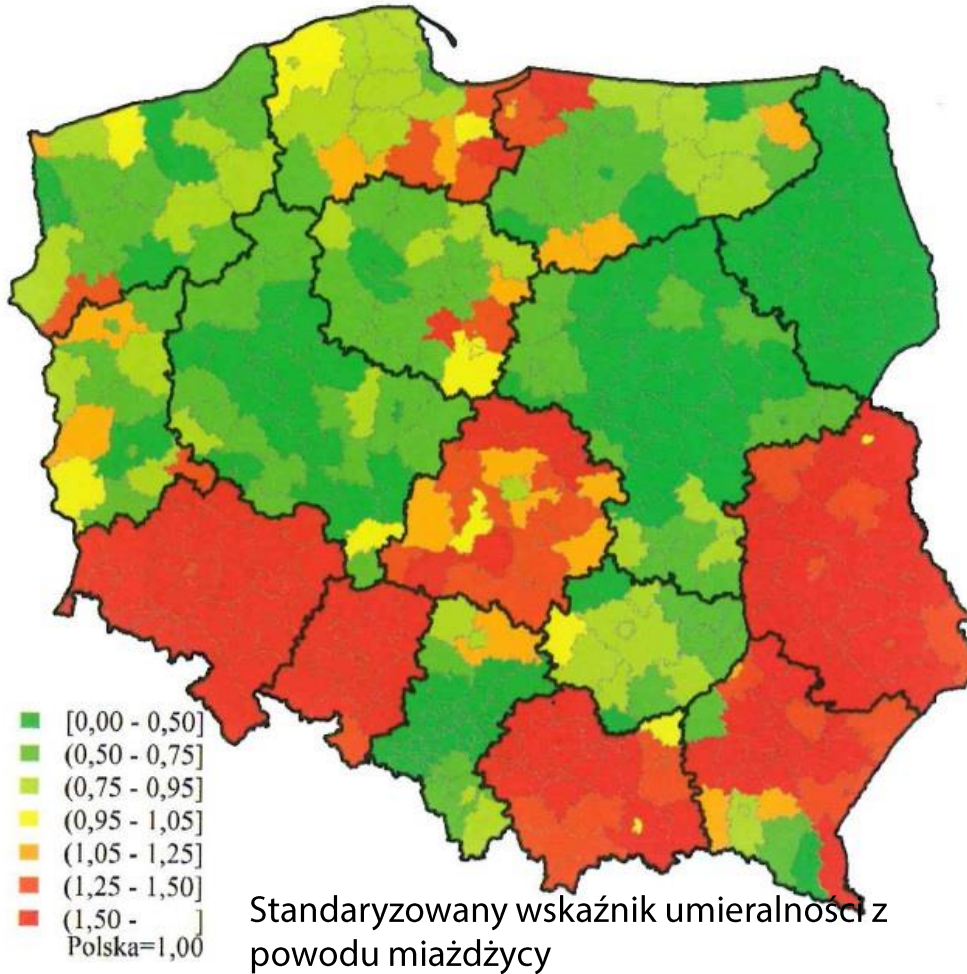 [0,00 - 0,50]
(0,50 - 0,75]
(0,75 - 0,95]
(0,95 - 1,05]
(1,05 - 1,25]
(1,25 - 1,50]
(1,50 - ]
Polska=1,00
Standaryzowany wskaźnik umieralności z
powodu miażdżycy